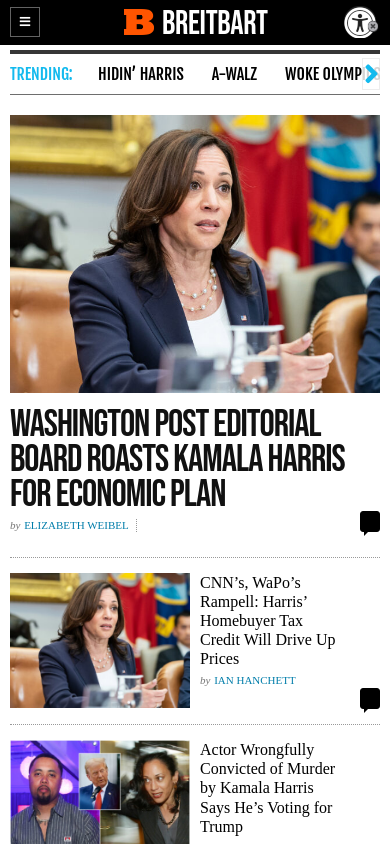 BREITBART
TRENDING:
HIDIN’ HARRIS
A-WALZ
WOKE OLYMP
WASHINGTON POST EDITORIAL
BOARD ROASTS KAMALA HARRIS
FOR ECONOMIC PLAN
by ELIZABETH WEIBEL
CNN’s, WaPo’s
Rampell: Harris’
Homebuyer Tax
Credit Will Drive Up
Prices
by IAN HANCHETT
Actor Wrongfully
Convicted of Murder
by Kamala Harris
Says He’s Voting for
Trump